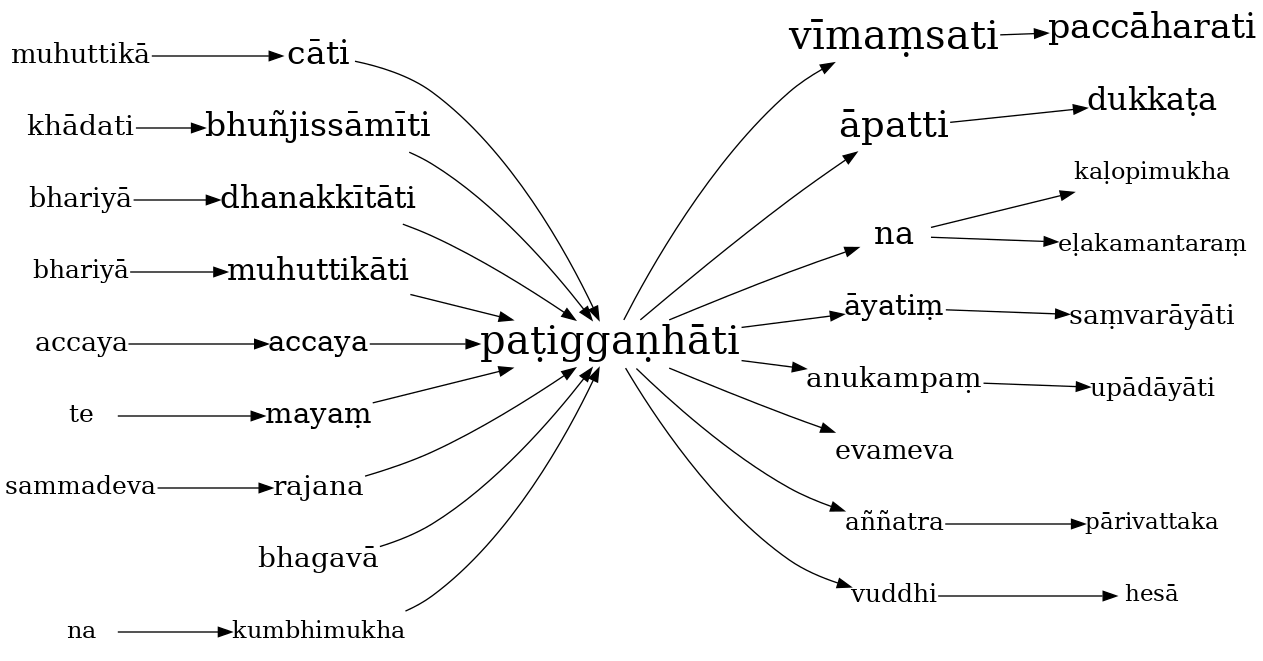 muhuttikā
cāti
khādati
bhuñjissāmīti
bhariyā
dhanakkītāti
bhariyā
muhuttikāti
accaya
accaya
te
mayaṃ
sammadeva
rajana
bhagavā
na
kumbhimukha
paṭiggaṇhāti
vīmaṃsati
paccāharati
āpatti
dukkaṭa
na
kaḷopimukha
eḷakamantaraṃ
āyatiṃ
saṃvarāyāti
anukampaṃ
upādāyāti
evameva
aññatra
pārivattaka
vuddhi
hesā